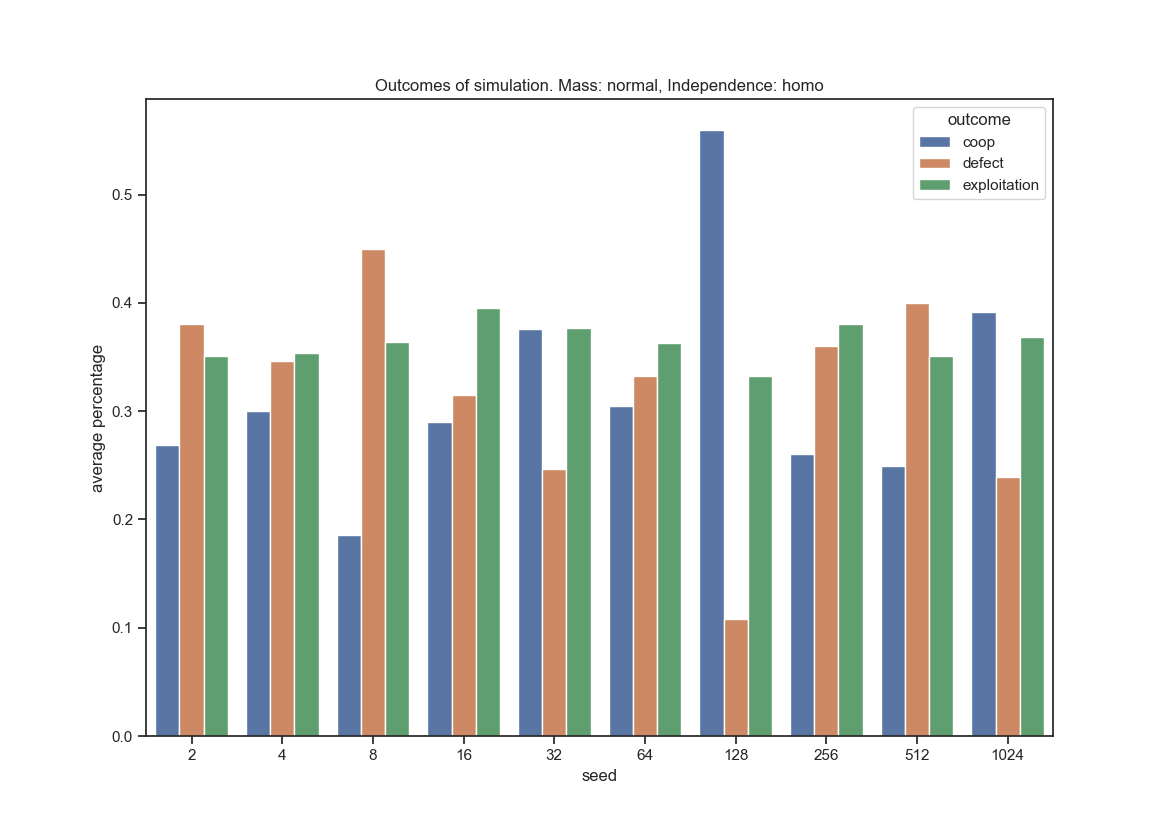 Outcomes of simulation. Mass: normal, Independence: homo
outcome
coop
defect
exploitation
average percentage
0.5
0.4
0.3
0.2
0.1
0.0
2 4 8 16 32 64 128 256 512 1024
seed